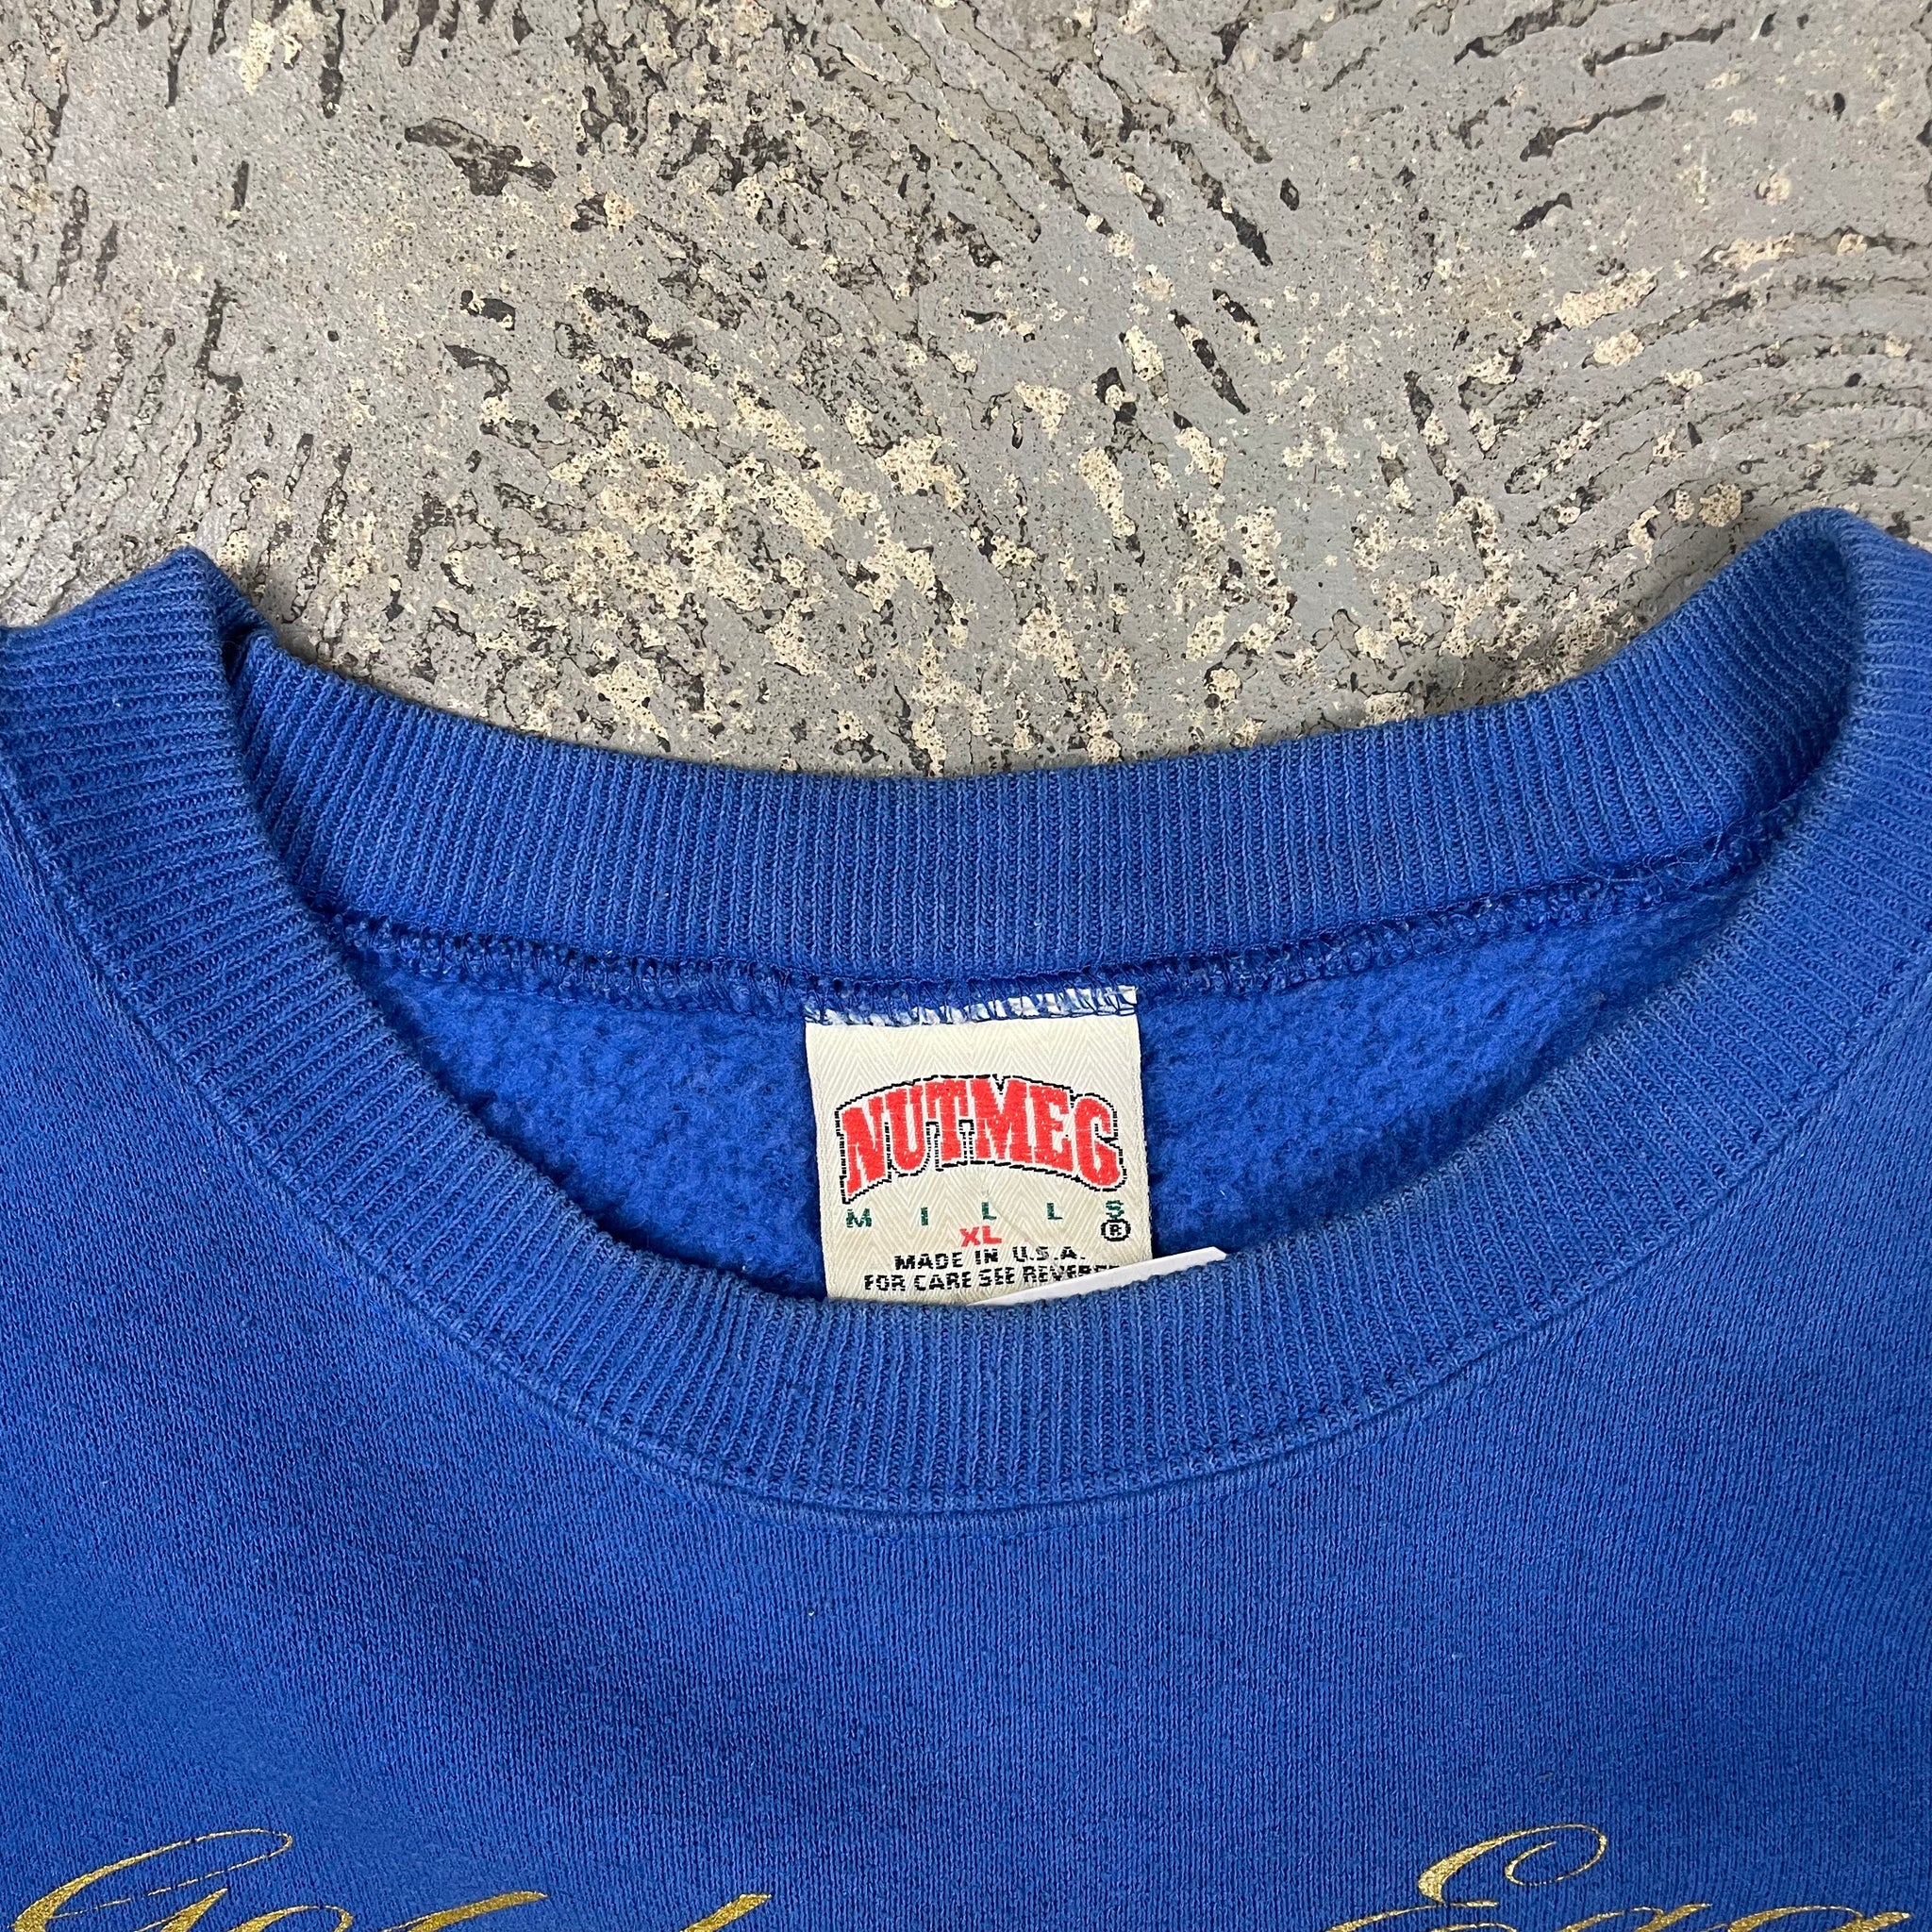 NUTMEG
MILLS
®
XL
MADE IN U.S.A.
FOR CARE SEE REVERSE